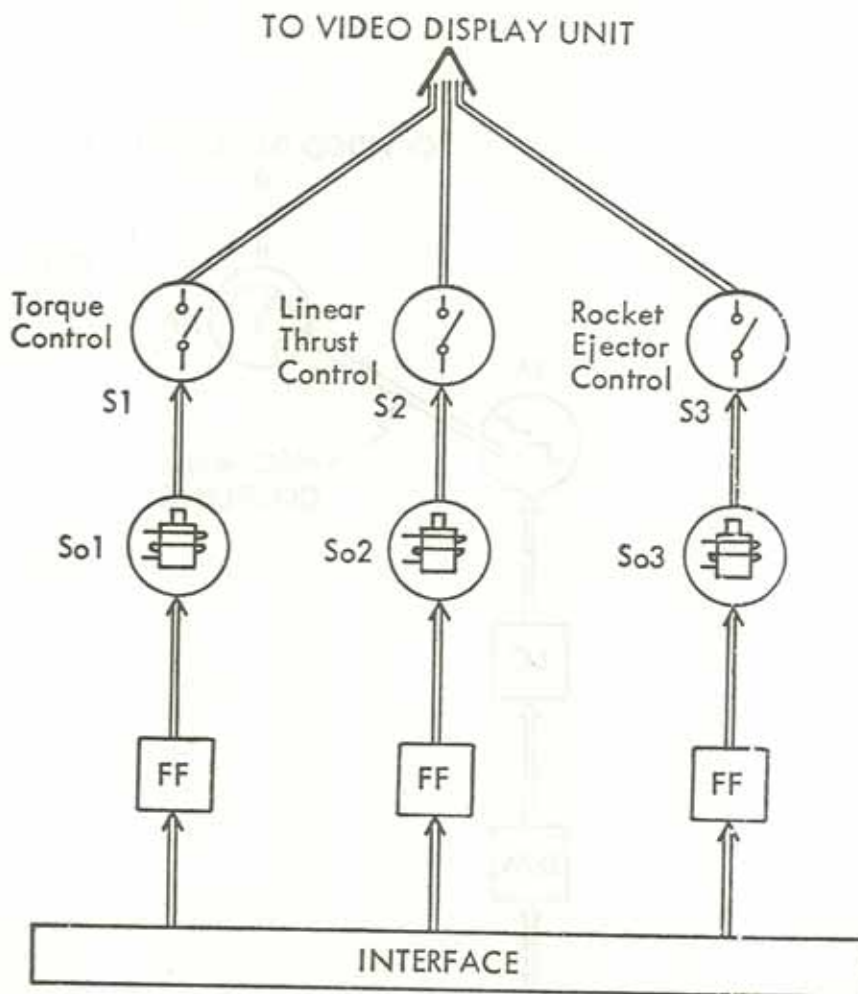 TO VIDEO DISPLAY UNIT
Torque
Control
Linear
Thrust
Control
Rocket
Ejector
Control
S1
S2
S3
So1
So2
So3
FF
FF
FF
INTERFACE